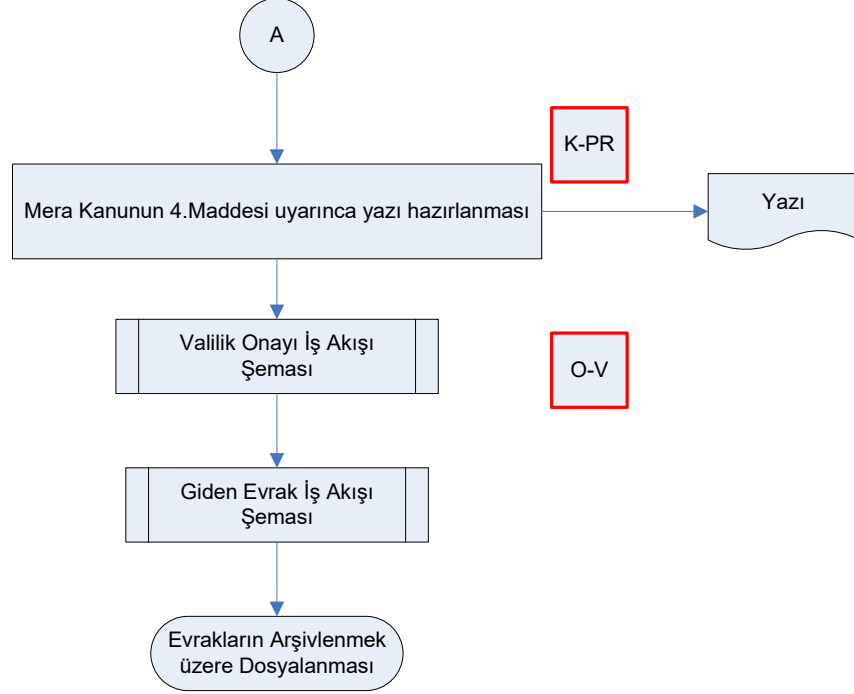 A
K-PR
Mera Kanunun 4.Maddesi uyarınca yazı hazırlanması
Yazı
Valilik Onayı İş Akışı
Şeması
O-V
Giden Evrak İş Akışı
Şeması
Evrakların Arşivlenmek
üzere Dosyalanması